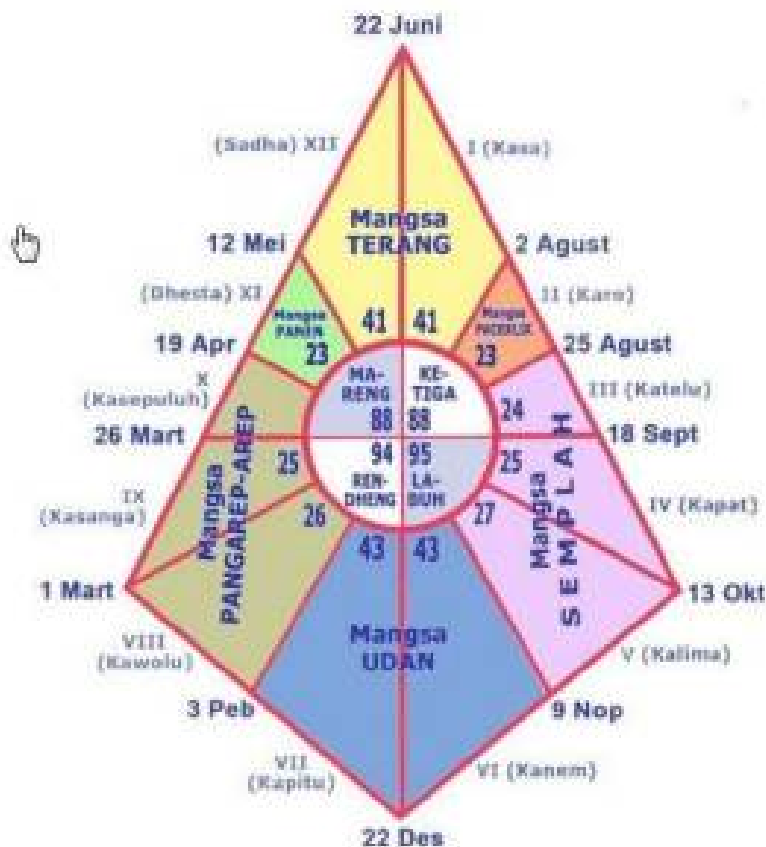 22 Juni
(Sadha) XII
I (Kasa)
Mangsa
TERANG
12 Mei
2 Agust
(Dhesta) XI
II (Karo)
Mangsa
PANEN
23
41
41
Mangsa
23
19 Apr
25 Agust
X
(Kasepuluh)
III (Katelu)
MA-
RENG
88
KE-
TIGA
88
24
26 Mart
18 Sept
25
94
REN-
DHENG
95
LA-
BUH
25
IX
(Kasanga)
Mangsa
PANGAREP-AREP
26
27
Mangsa
SEMPLAH
IV (Kapat)
43
43
1 Mart
13 Okt
VIII
(Kawolu)
Mangsa
UDAN
V (Kalima)
3 Peb
9 Nop
VII
(Kapitu)
VI (Kanem)
22 Des